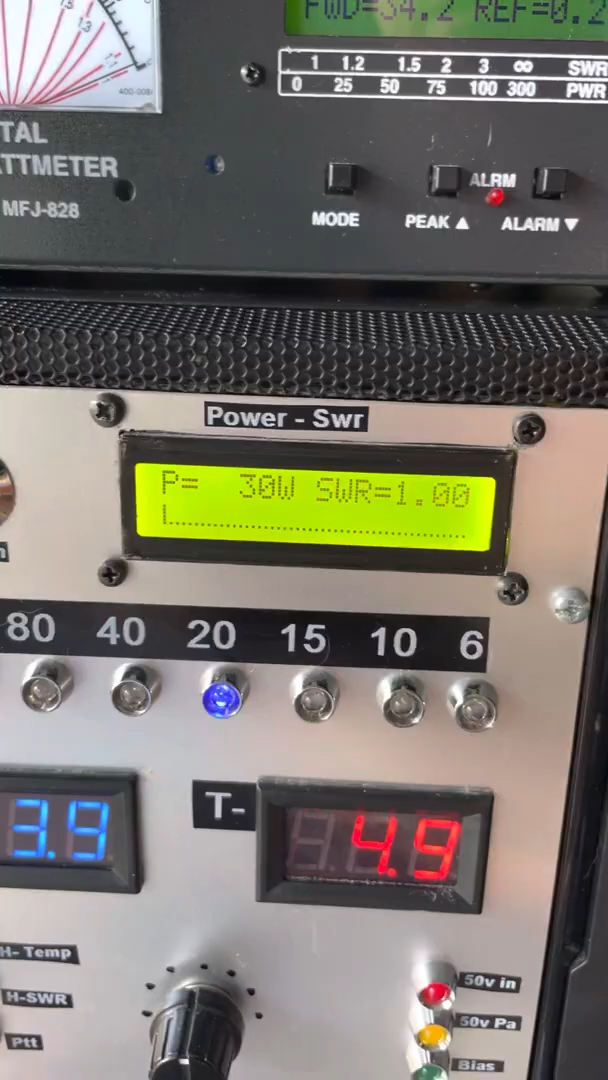 FWD=34.2 REF=0.2
1 1.2 1.5 2 3 ∞ SWR
0 25 50 75 100 300 PWR
TAL
ATTMETER
MFJ-828
ALRM
MODE PEAK ▲ ALARM ▼
Power - Swr
P= 30W SWR=1.00
80 40 20 15 10 6
3.9
T-
4.9
H- Temp
H-SWR
Ptt
50v in
50v Pa
Bias